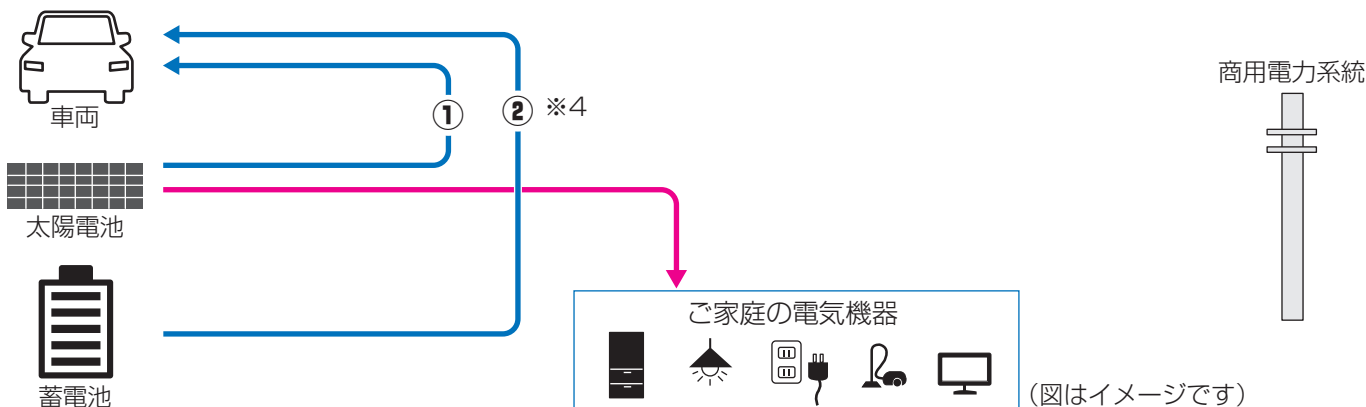 車両
① ② ※4
商用電力系統
太陽電池
ご家庭の電気機器
蓄電池
(図はイメージです)